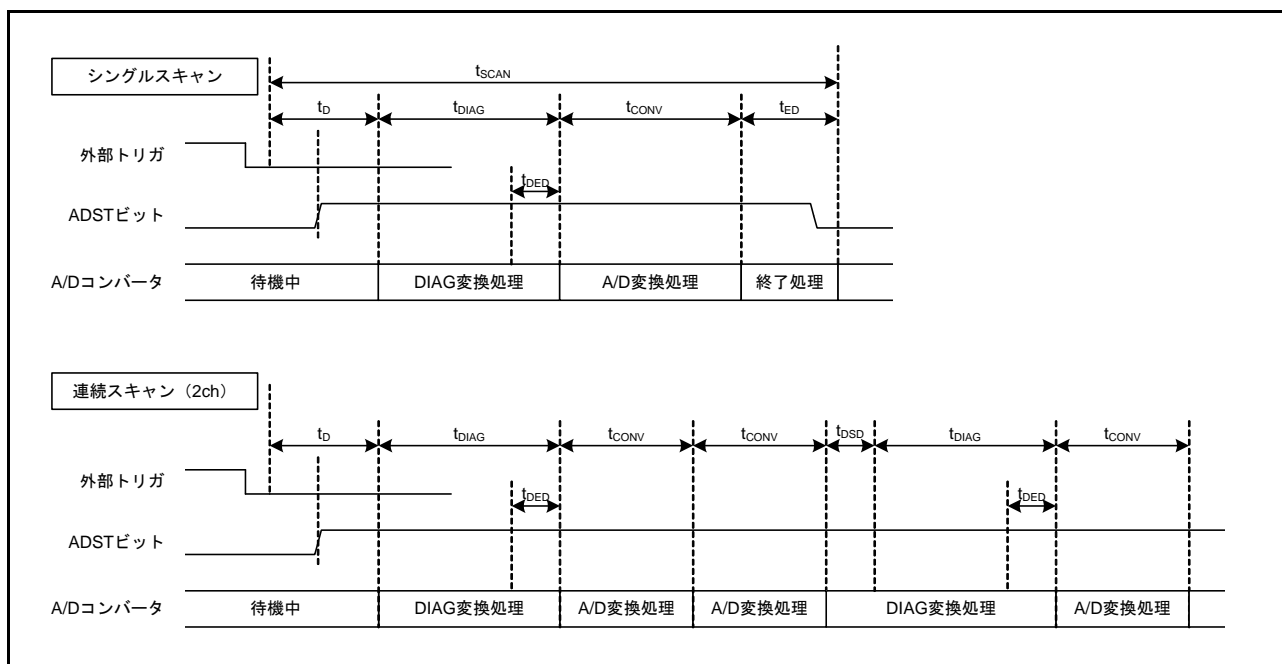 シングルスキャン
tSCAN
tD tDIAG tCONV tED
外部トリガ
tDED
ADSTビット
A/Dコンバータ 待機中 DIAG変換処理 A/D変換処理 終了処理
連続スキャン（2ch）
tD tDIAG tCONV tCONV tDSD tDIAG tCONV
外部トリガ
tDED tDED
ADSTビット
A/Dコンバータ 待機中 DIAG変換処理 A/D変換処理 A/D変換処理 DIAG変換処理 A/D変換処理